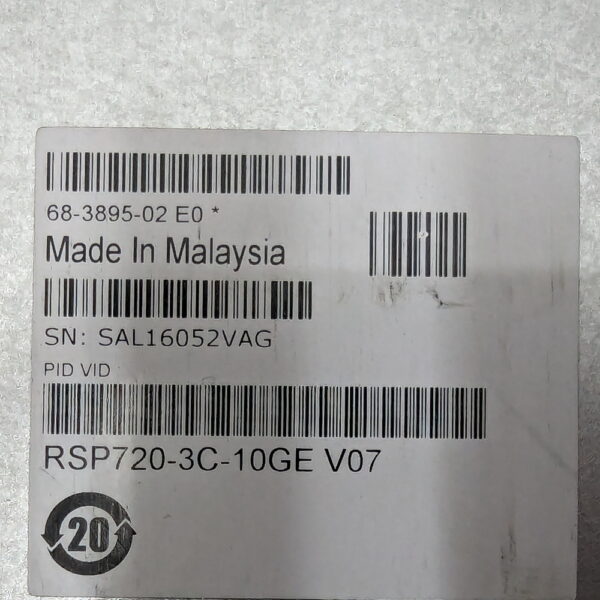 68-3895-02 E0 *
Made In Malaysia
SN: SAL16052VAG
PID VID
RSP720-3C-10GE V07
20